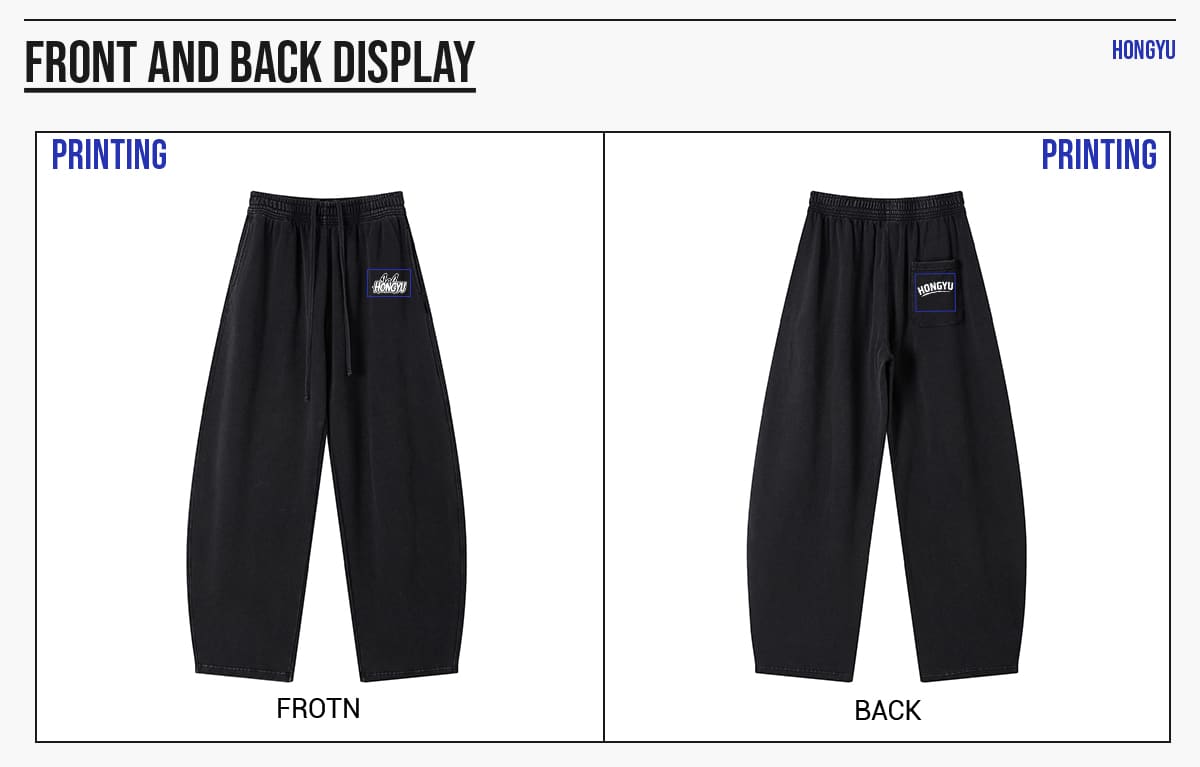 FRONT AND BACK DISPLAY
HONGYU
PRINTING
PRINTING
HONGYU
HONGYU
FROTN
BACK